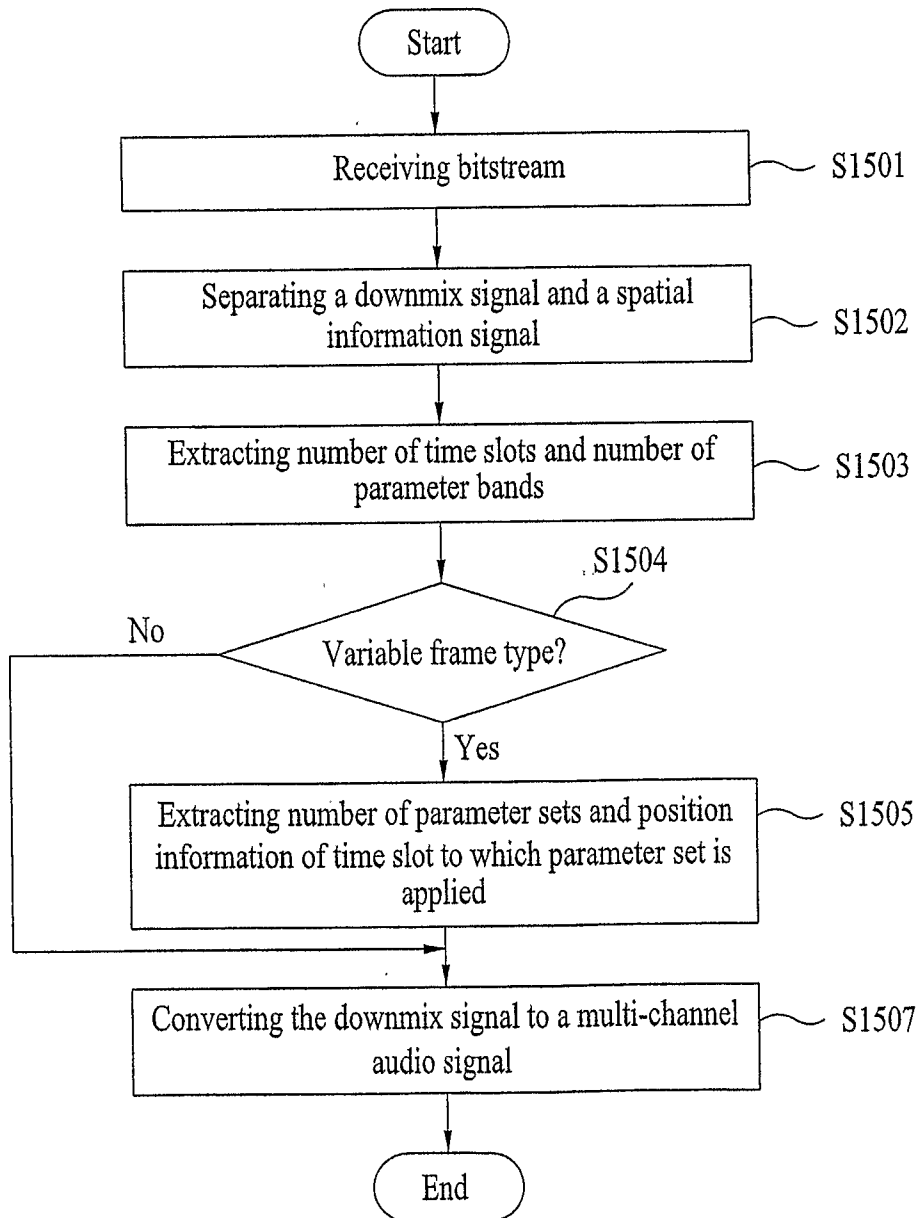 Start
Receiving bitstream
S1501
Separating a downmix signal and a spatial
information signal
S1502
Extracting number of time slots and number of
parameter bands
S1503
S1504
Variable frame type?
No
Yes
Extracting number of parameter sets and position
information of time slot to which parameter set is
applied
S1505
Converting the downmix signal to a multi-channel
audio signal
S1507
End